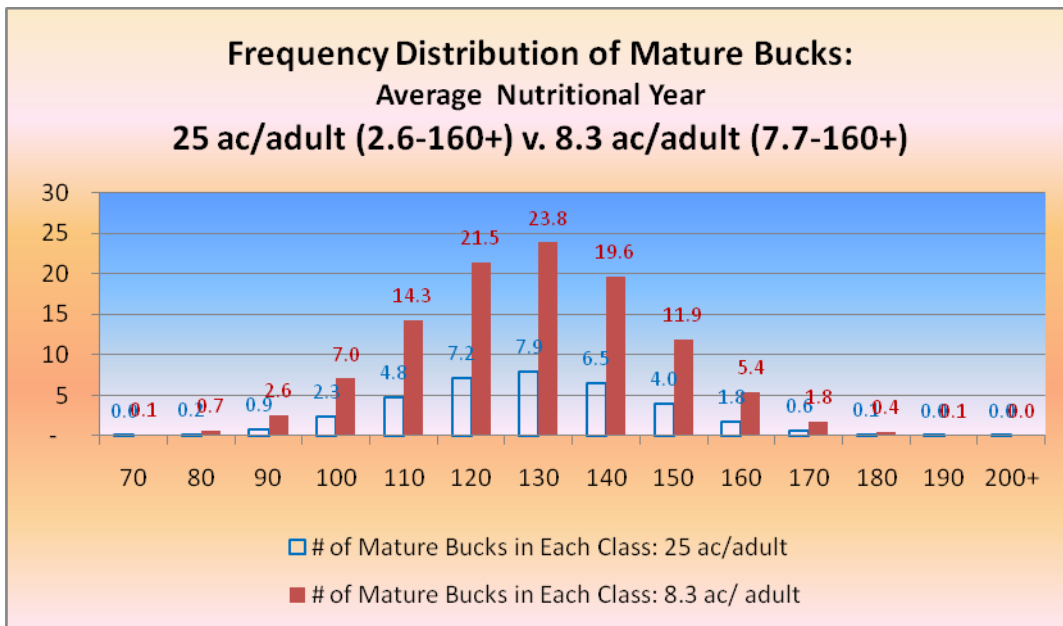 Frequency Distribution of Mature Bucks:
Average Nutritional Year
25 ac/adult (2.6-160+) v. 8.3 ac/adult (7.7-160+)
30
25
20
15
10
5
-
0.0 0.1 0.2 0.7 0.9 2.6 2.3 7.0 4.8 14.3 7.2 21.5 7.9 23.8 6.5 19.6 4.0 11.9 1.8 5.4 0.6 1.8 0.1 0.4 0.0 0.1 0.0 0.0
70 80 90 100 110 120 130 140 150 160 170 180 190 200+
# of Mature Bucks in Each Class: 25 ac/adult
# of Mature Bucks in Each Class: 8.3 ac/ adult